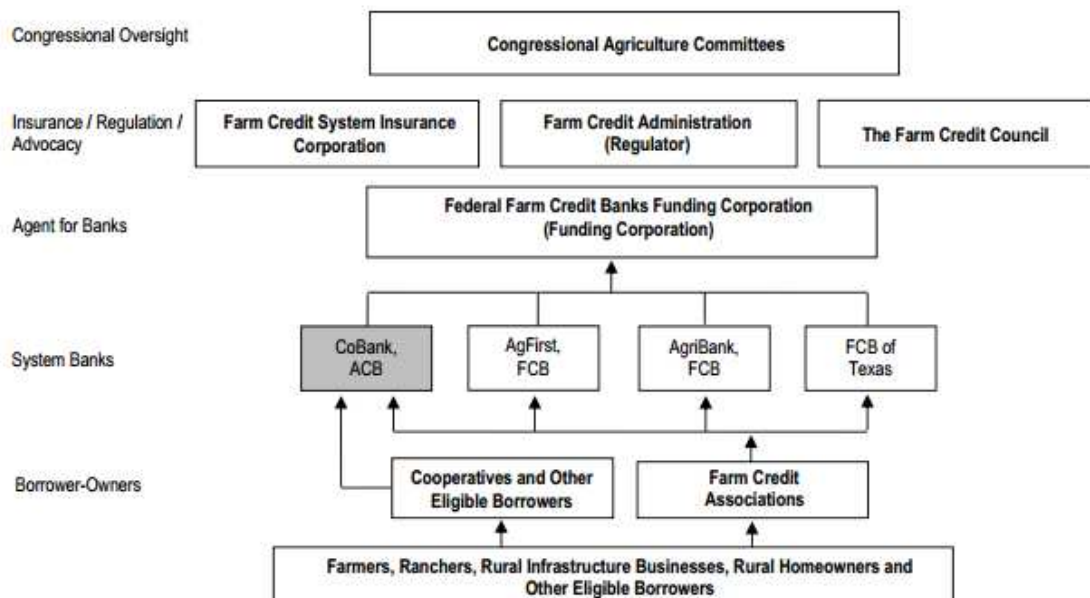 Congressional Oversight
Congressional Agriculture Committees
Insurance / Regulation /
Advocacy
Farm Credit System Insurance
Corporation
Farm Credit Administration
(Regulator)
The Farm Credit Council
Agent for Banks
Federal Farm Credit Banks Funding Corporation
(Funding Corporation)
System Banks
CoBank,
ACB
AgFirst,
FCB
AgriBank,
FCB
FCB of
Texas
Borrower-Owners
Cooperatives and Other
Eligible Borrowers
Farm Credit
Associations
Farmers, Ranchers, Rural Infrastructure Businesses, Rural Homeowners and
Other Eligible Borrowers